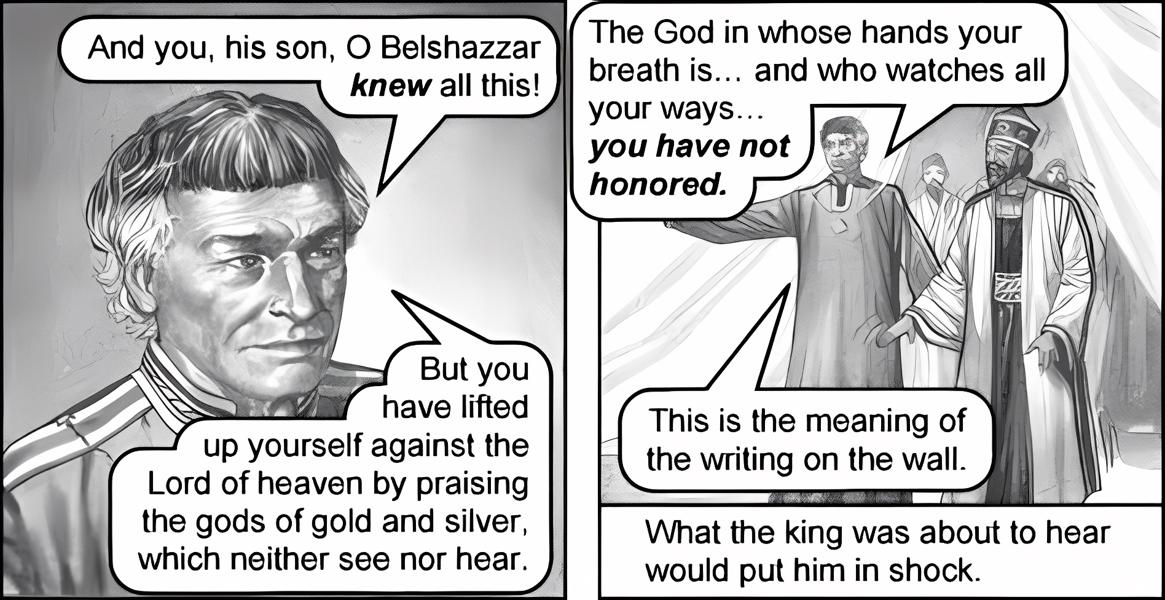 And you, his son, O Belshazzar
knew all this!
But you
have lifted
up yourself against the
Lord of heaven by praising
the gods of gold and silver,
which neither see nor hear.
The God in whose hands your
breath is... and who watches all
your ways...
you have not
honored.
This is the meaning of
the writing on the wall.
What the king was about to hear
would put him in shock.